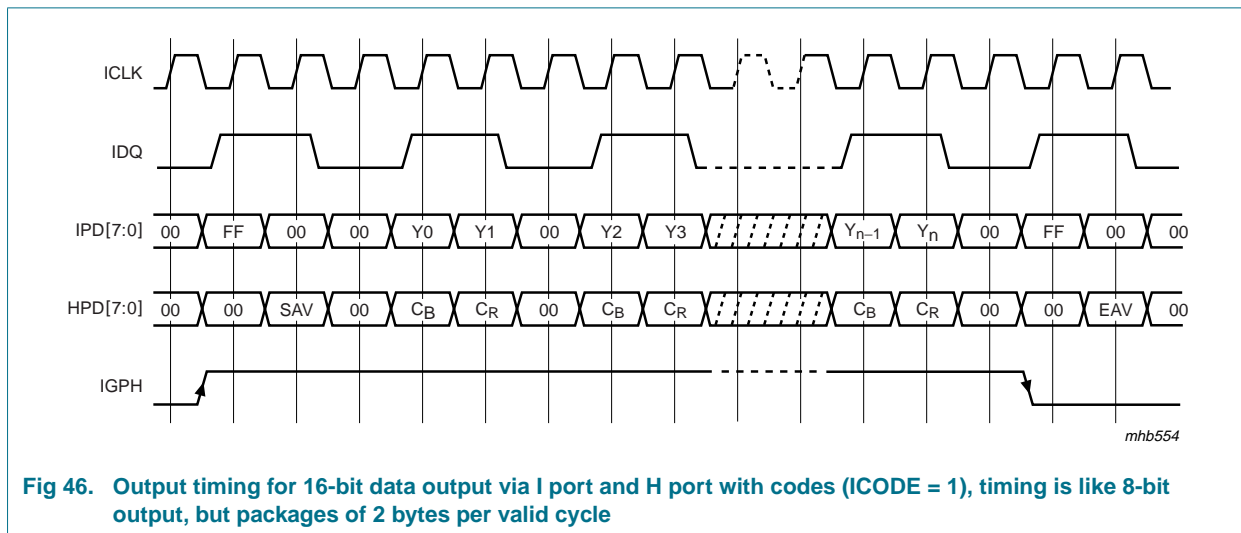 ICLK
IDQ
IPD[7:0] 00 FF 00 00 Y0 Y1 00 Y2 Y3 Yn−1 Yn 00 FF 00 00
HPD[7:0] 00 00 SAV 00 CB CR 00 CB CR CB CR 00 00 EAV 00
IGPH
mhb554
Fig 46. Output timing for 16-bit data output via I port and H port with codes (ICODE = 1), timing is like 8-bit
output, but packages of 2 bytes per valid cycle